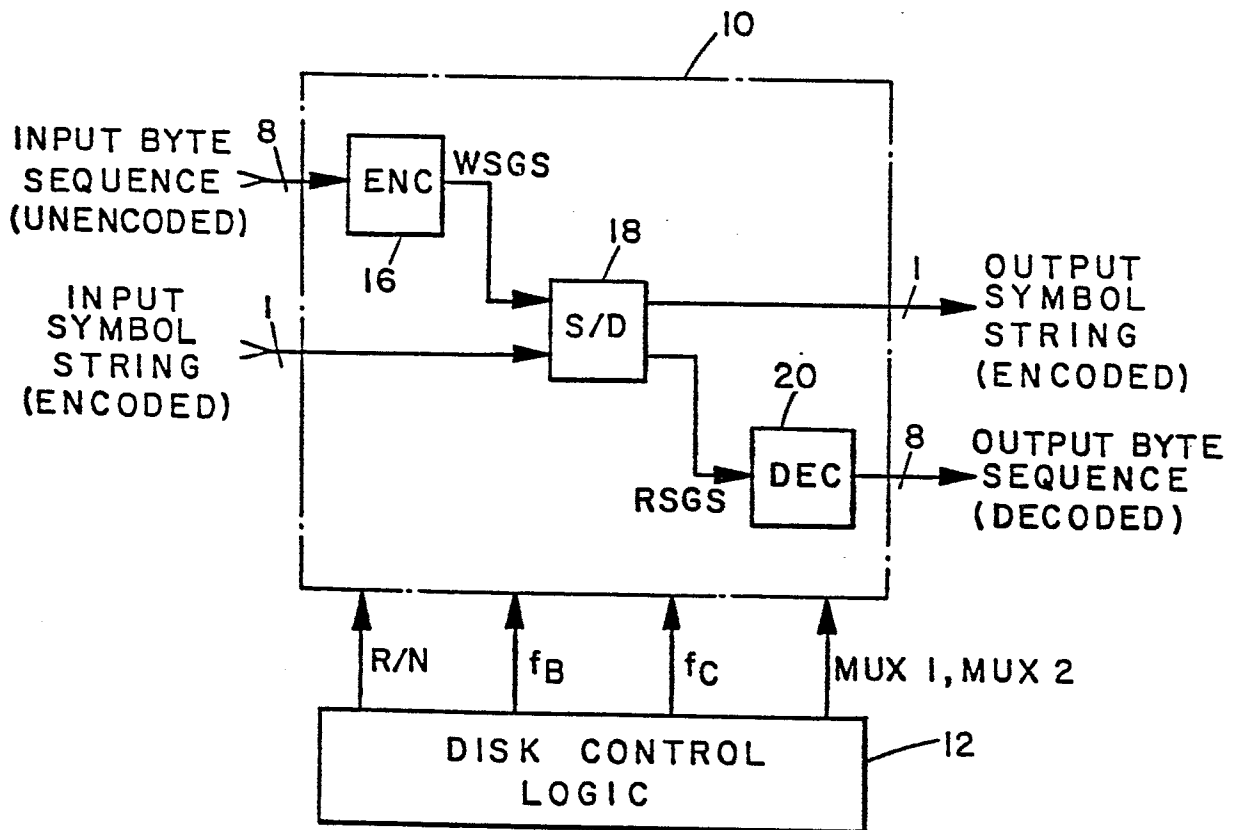 10
INPUT BYTE
SEQUENCE
(UNENCODED)
8
ENC
WSGS
16
INPUT
SYMBOL
STRING
(ENCODED)
1
18
S/D
1
OUTPUT
SYMBOL
STRING
(ENCODED)
20
DEC
RSGS
8
OUTPUT BYTE
SEQUENCE
(DECODED)
R/N
fB
fC
MUX 1, MUX 2
DISK CONTROL
LOGIC
12